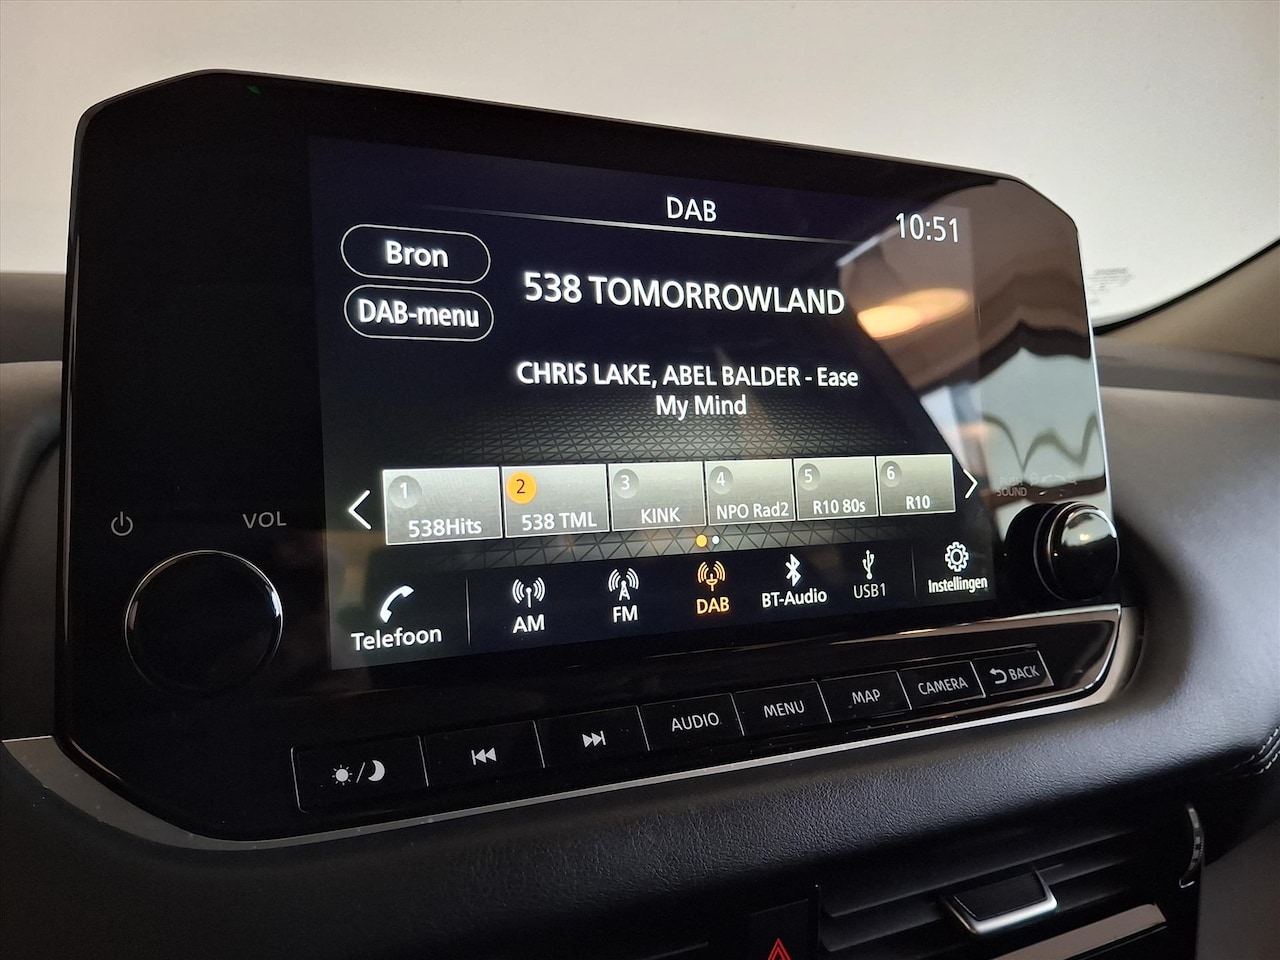 DAB
10:51
Bron
DAB-menu
538 TOMORROWLAND
CHRIS LAKE, ABEL BALDER - Ease
My Mind
1 538Hits
2 538 TML
3 KINK
4 NPO Rad2
5 R10 80s
6 R10
VOL
SOUND
Telefoon
AM
FM
DAB
BT-Audio
USB1
Instellingen
AUDIO
MENU
MAP
CAMERA
BACK